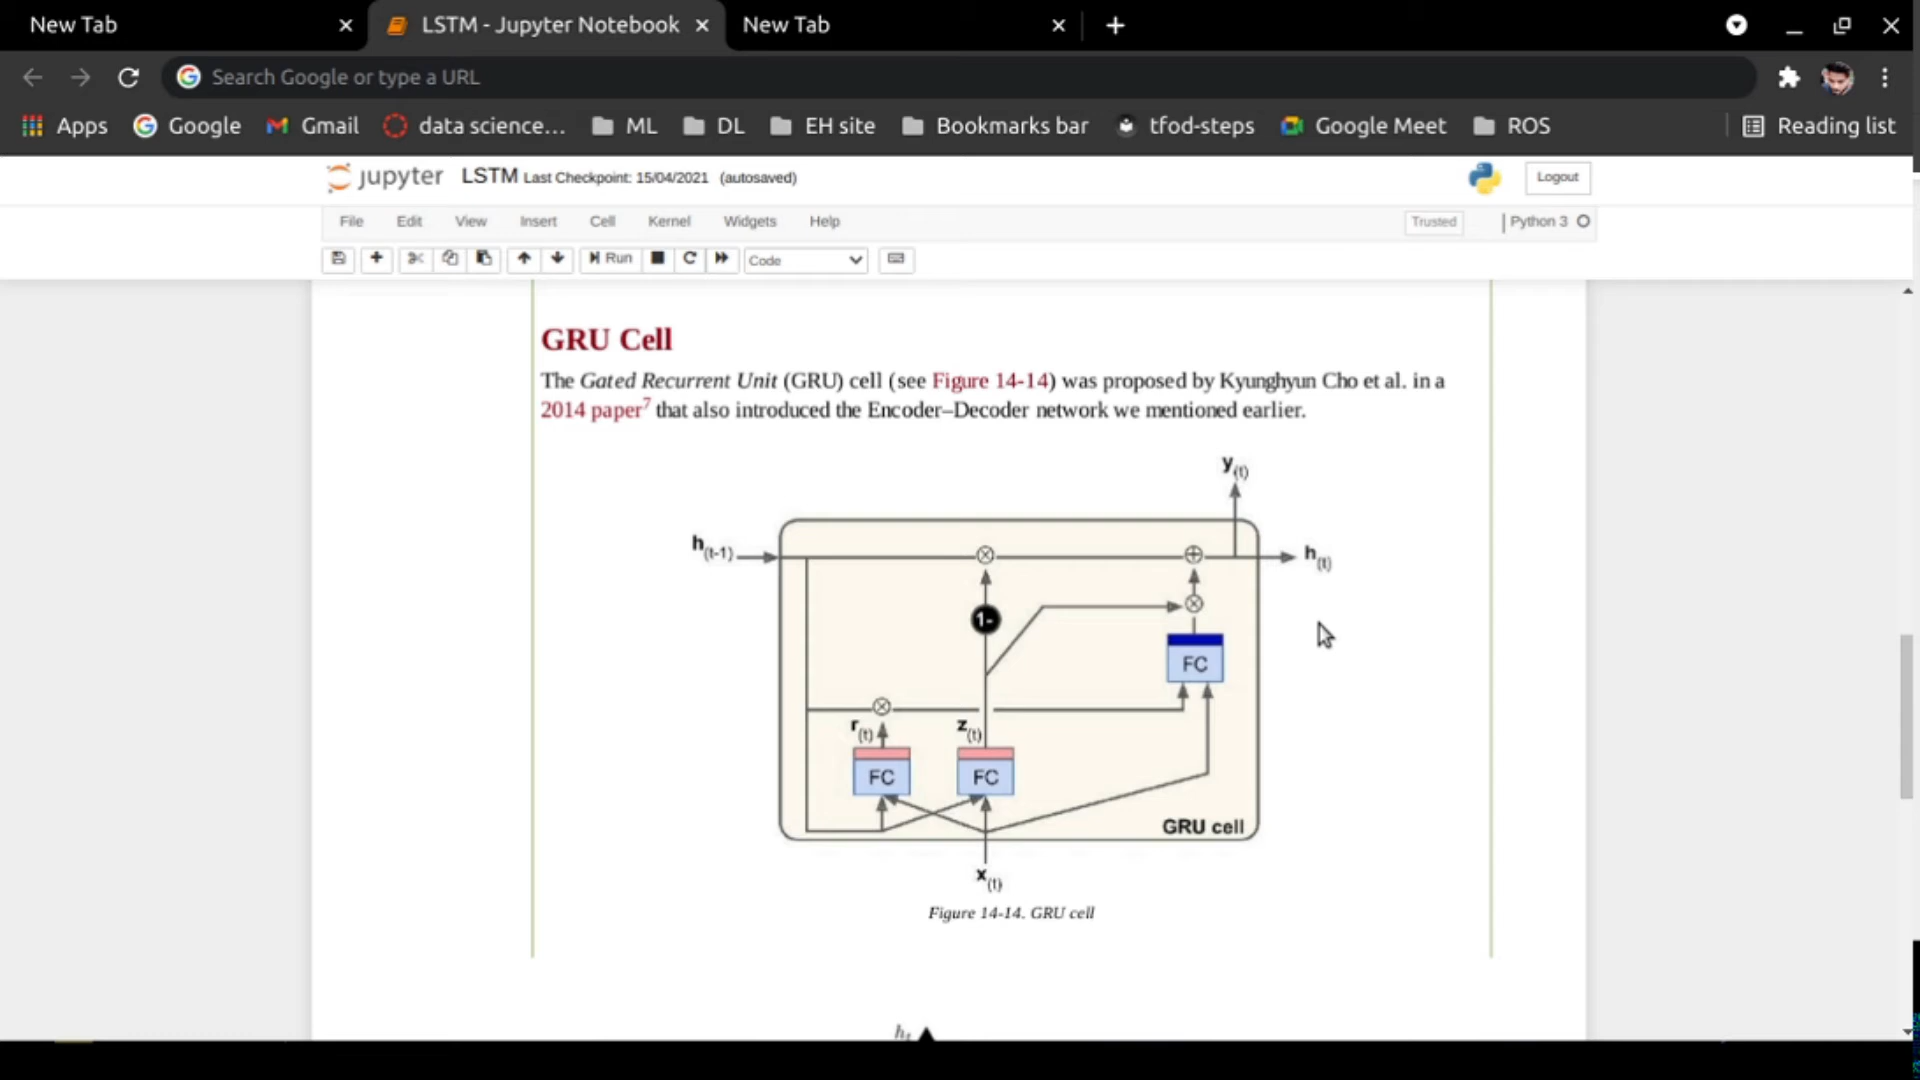 New Tab
LSTM - Jupyter Notebook
New Tab
Search Google or type a URL
Apps
Google
Gmail
data science...
ML
DL
EH site
Bookmarks bar
tfod-steps
Google Meet
ROS
Reading list
jupyter
LSTM Last Checkpoint: 15/04/2021 (autosaved)
Logout
File Edit View Insert Cell Kernel Widgets Help
Trusted
Python 3
Run
Code
GRU Cell
The Gated Recurrent Unit (GRU) cell (see Figure 14-14) was proposed by Kyunghyun Cho et al. in a
2014 paper7 that also introduced the Encoder–Decoder network we mentioned earlier.
y(t)
h(t-1)
h(t)
1-
FC
r(t)
z(t)
FC
FC
GRU cell
x(t)
Figure 14-14. GRU cell
ht